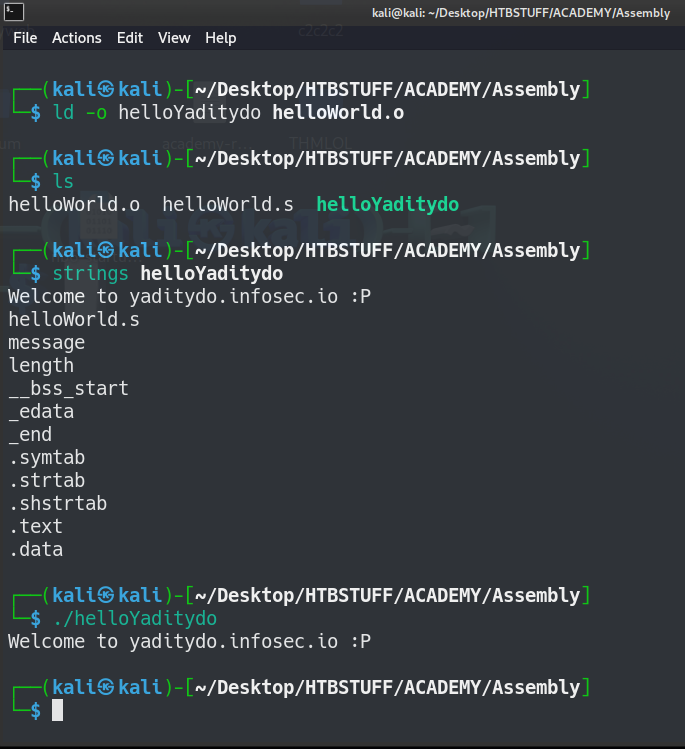 kali@kali: ~/Desktop/HTBSTUFF/ACADEMY/Assembly
File Actions Edit View Help
┌──(kali㉿kali)-[~/Desktop/HTBSTUFF/ACADEMY/Assembly]
└─$ ld -o helloYaditydo helloWorld.o
┌──(kali㉿kali)-[~/Desktop/HTBSTUFF/ACADEMY/Assembly]
└─$ ls
helloWorld.o helloWorld.s helloYaditydo
┌──(kali㉿kali)-[~/Desktop/HTBSTUFF/ACADEMY/Assembly]
└─$ strings helloYaditydo
Welcome to yaditydo.infosec.io :P
helloWorld.s
message
length
__bss_start
_edata
_end
.symtab
.strtab
.shstrtab
.text
.data
┌──(kali㉿kali)-[~/Desktop/HTBSTUFF/ACADEMY/Assembly]
└─$ ./helloYaditydo
Welcome to yaditydo.infosec.io :P
┌──(kali㉿kali)-[~/Desktop/HTBSTUFF/ACADEMY/Assembly]
└─$